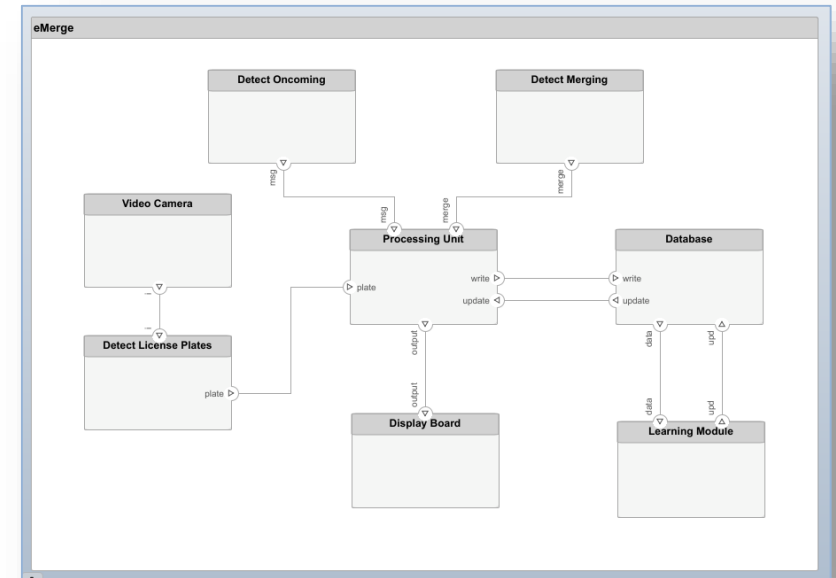 eMerge
Detect Oncoming
Detect Merging
msg
merge
Video Camera
msg
merge
Processing Unit
Database
write
write
plate
update
update
output
data
upd
Detect License Plates
plate
output
data
upd
Display Board
Learning Module